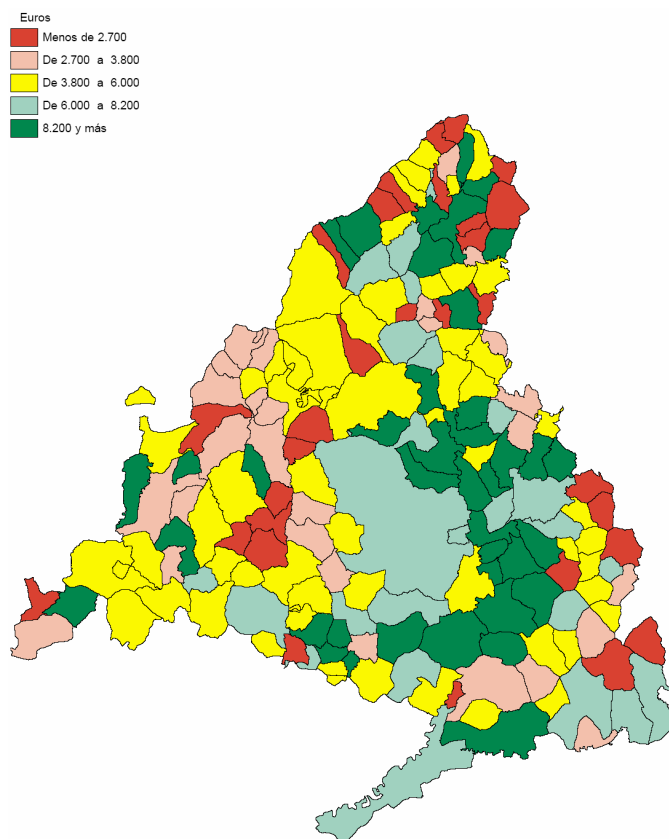 Euros
Menos de 2.700
De 2.700 a 3.800
De 3.800 a 6.000
De 6.000 a 8.200
8.200 y más